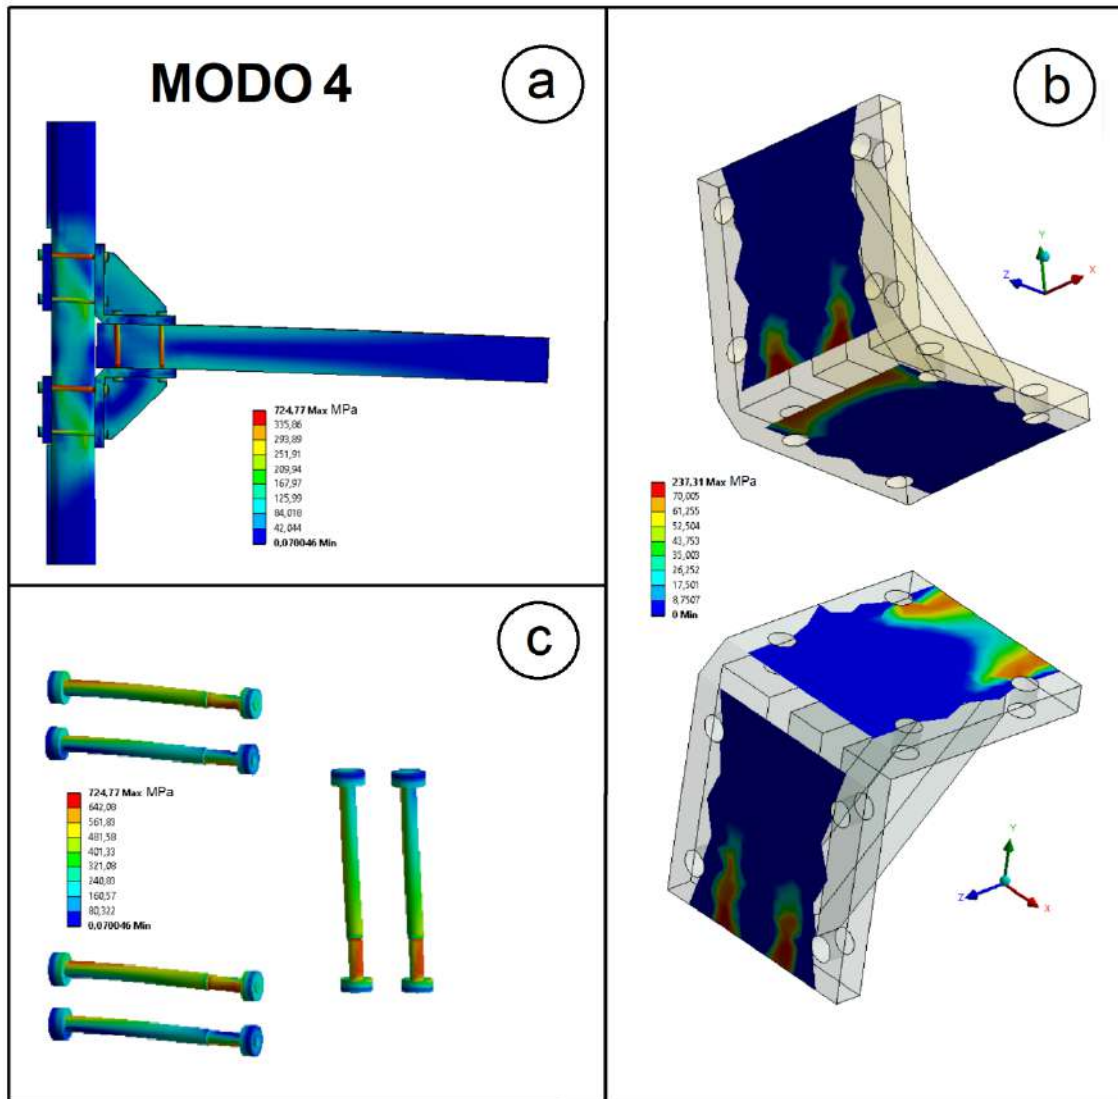 MODO 4
a
724,77 Max MPa
335,86
293,89
251,91
209,94
167,97
125,99
84,018
42,044
0,070046 Min
b
Y
Z
X
237,31 Max MPa
70,005
61,255
52,504
43,753
35,003
26,252
17,501
8,7507
0 Min
Y
Z
X
c
724,77 Max MPa
642,08
561,83
481,58
401,33
321,08
240,83
160,57
80,322
0,070046 Min